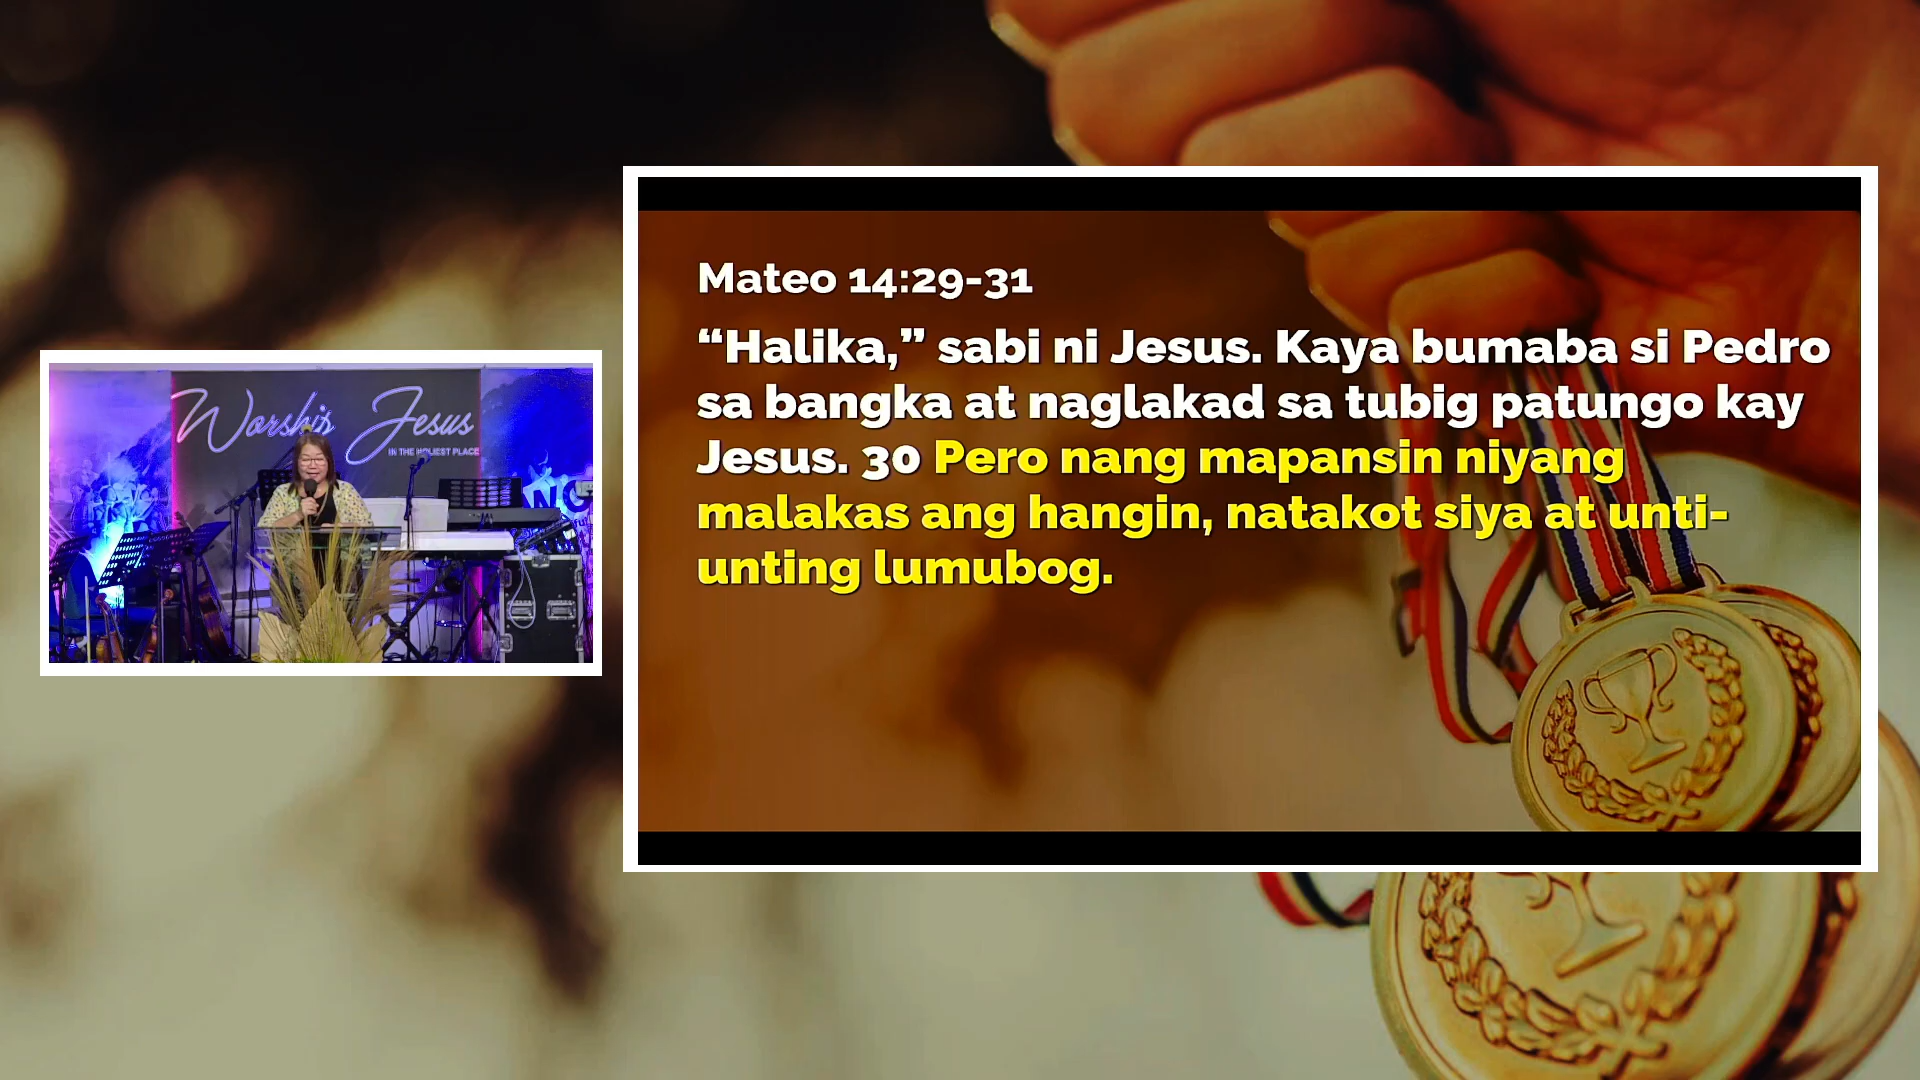 Worship Jesus
IN THE HOLIEST PLACE
Mateo 14:29-31
“Halika,” sabi ni Jesus. Kaya bumaba si Pedro
sa bangka at naglakad sa tubig patungo kay
Jesus. 30 Pero nang mapansin niyang
malakas ang hangin, natakot siya at unti-
unting lumubog.